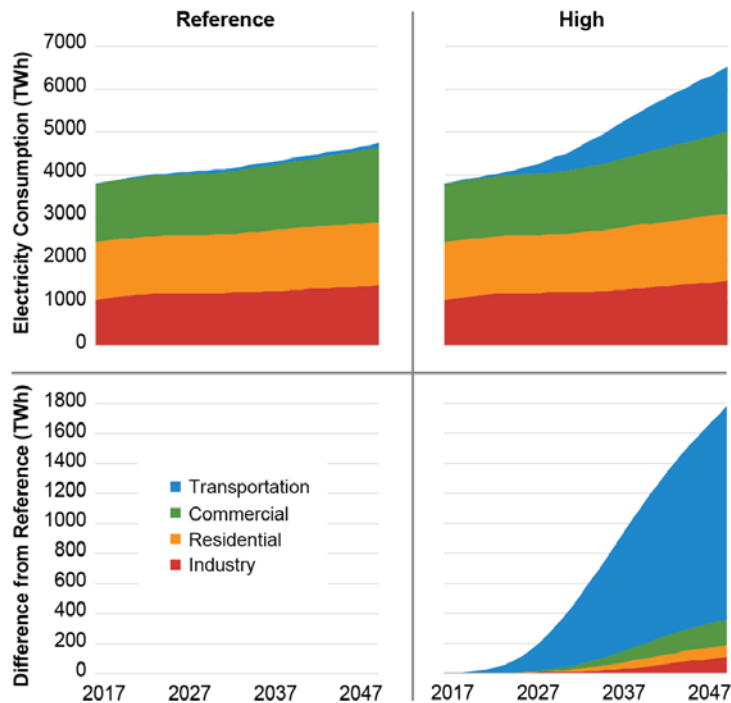 Reference
High
Electricity Consumption (TWh)
7000
6000
5000
4000
3000
2000
1000
0
Difference from Reference (TWh)
1800
1600
1400
1200
1000
800
600
400
200
0
Transportation
Commercial
Residential
Industry
2017 2027 2037 2047
2017 2027 2037 2047